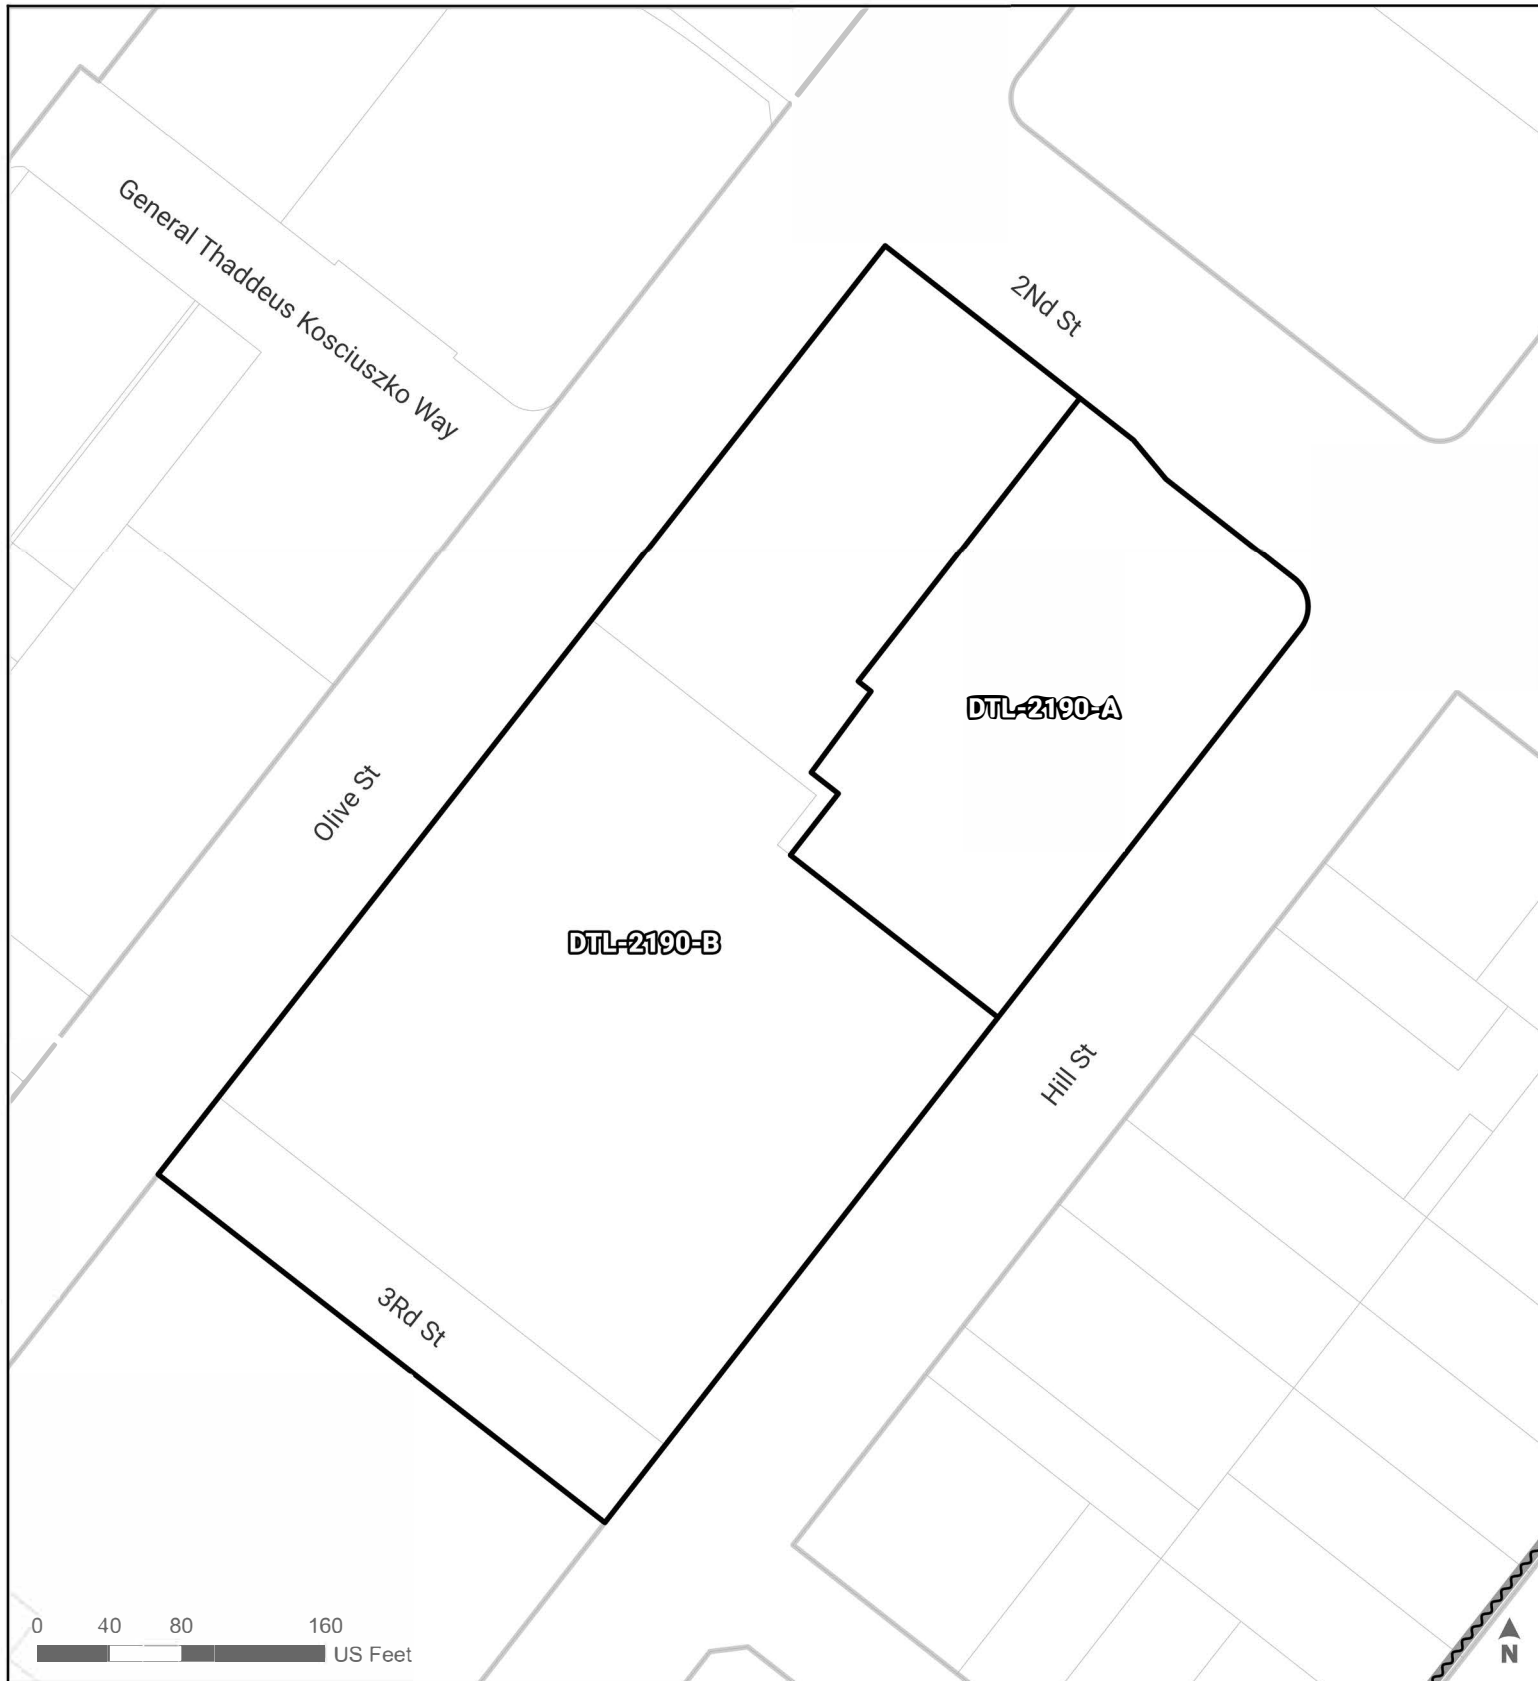 General Thaddeus Kosciuszko Way
2Nd St
DTL-2190-A
Olive St
DTL-2190-B
Hill St
3Rd St
0 40 80 160
US Feet
N